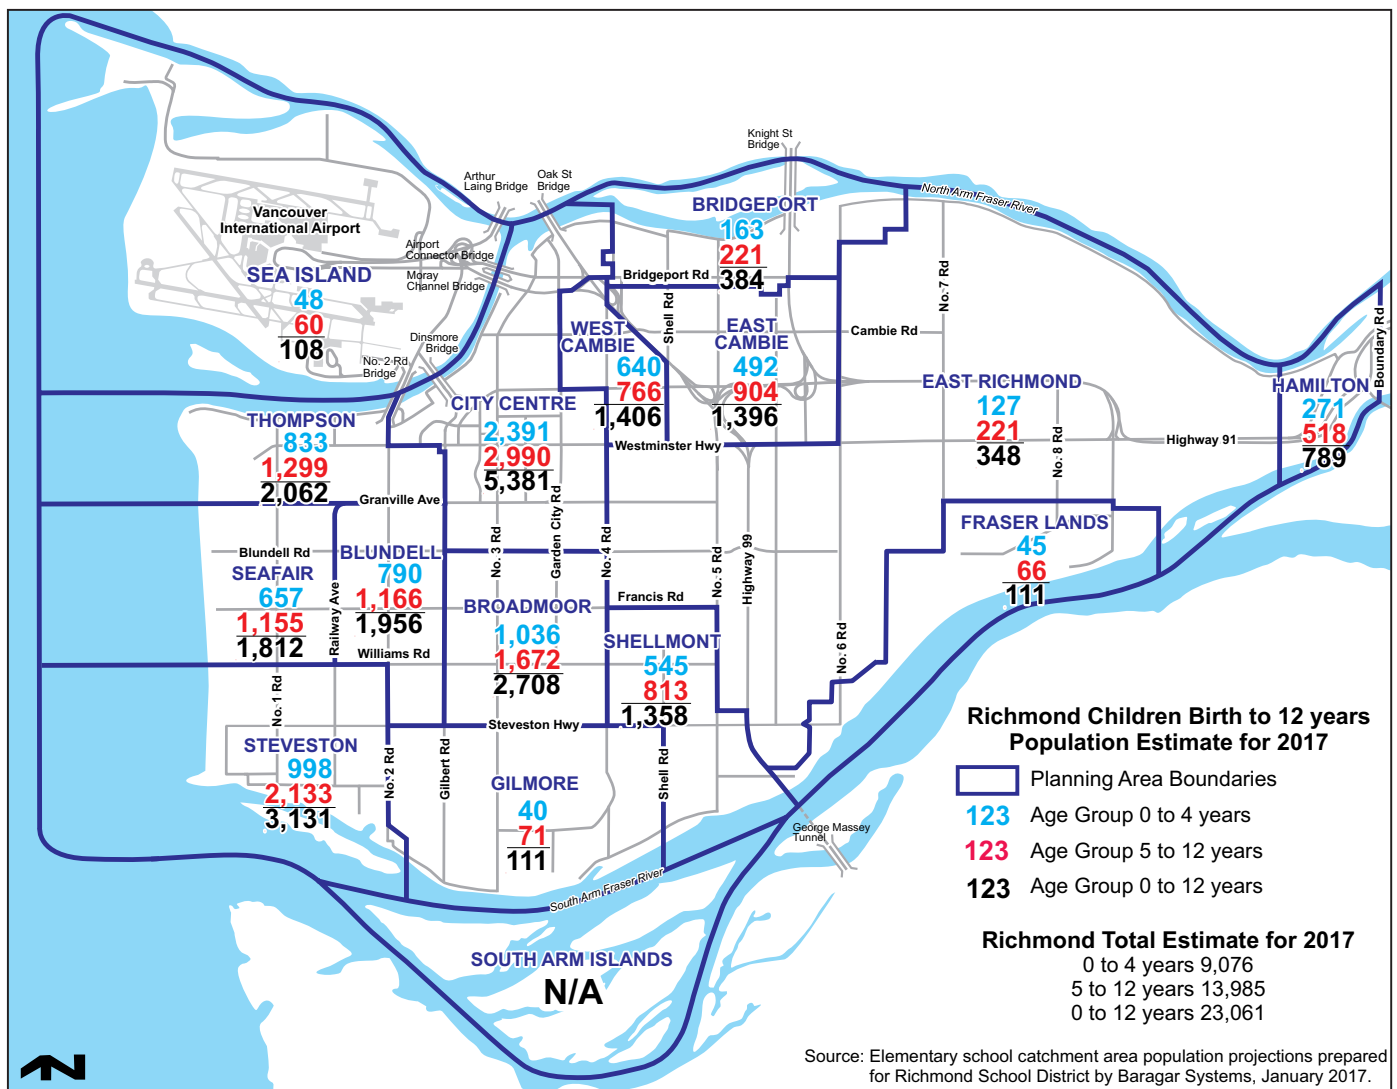 Knight St
Bridge
Arthur
Laing Bridge
Oak St
Bridge
North Arm Fraser River
BRIDGEPORT
163
221
384
Vancouver
International Airport
Airport
Connector Bridge
Moray
Channel Bridge
SEA ISLAND
48
60
108
Bridgeport Rd
No. 7 Rd
Shell Rd
Boundary Rd
Dinsmore
Bridge
No. 2 Rd
Bridge
WEST
CAMBIE
640
766
1,406
EAST
CAMBIE
492
904
1,396
Cambie Rd
EAST RICHMOND
127
221
348
HAMILTON
271
518
789
THOMPSON
833
1,299
2,062
CITY CENTRE
2,391
2,990
5,381
Westminster Hwy
Highway 91
No. 8 Rd
Granville Ave
Garden City Rd
No. 3 Rd
No. 4 Rd
No. 5 Rd
Highway 99
FRASER LANDS
45
66
111
Blundell Rd
SEAFAIR
657
1,155
1,812
BLUNDELL
790
1,166
1,956
Railway Ave
Williams Rd
BROADMOOR
1,036
1,672
2,708
Francis Rd
SHELLMONT
545
813
1,358
No. 6 Rd
No. 1 Rd
Steveston Hwy
STEVESTON
998
2,133
3,131
No. 2 Rd
Gilbert Rd
Shell Rd
GILMORE
40
71
111
George Massey
Tunnel
South Arm Fraser River
SOUTH ARM ISLANDS
N/A
Richmond Children Birth to 12 years
Population Estimate for 2017
Planning Area Boundaries
123 Age Group 0 to 4 years
123 Age Group 5 to 12 years
123 Age Group 0 to 12 years
Richmond Total Estimate for 2017
0 to 4 years 9,076
5 to 12 years 13,985
0 to 12 years 23,061
Source: Elementary school catchment area population projections prepared
for Richmond School District by Baragar Systems, January 2017.
N